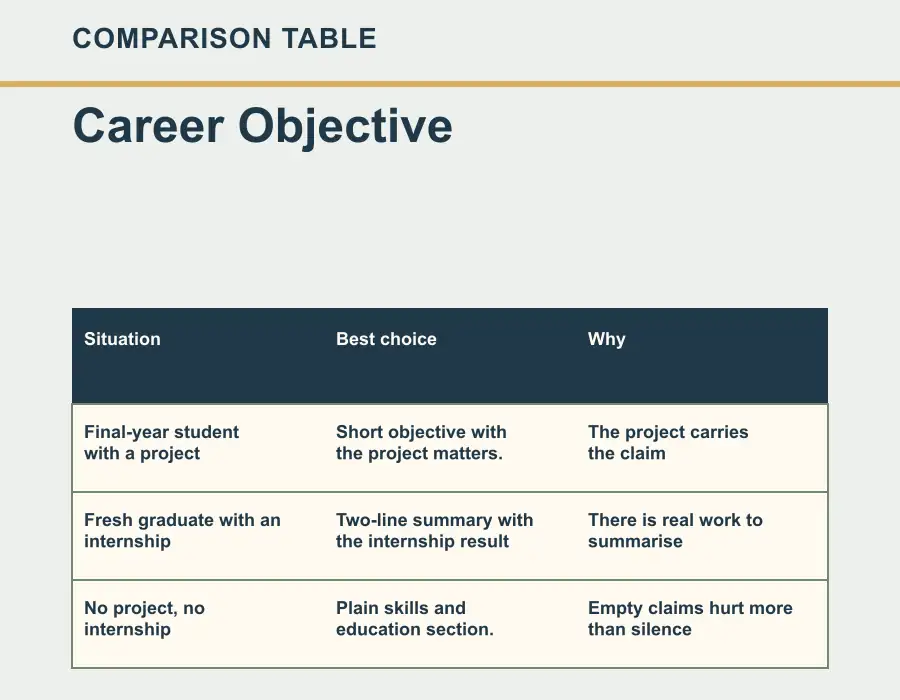 COMPARISON TABLE
Career Objective
Situation
Best choice
Why
Final-year student
with a project
Short objective with
the project matters.
The project carries
the claim
Fresh graduate with an
internship
Two-line summary with
the internship result
There is real work to
summarise
No project, no
internship
Plain skills and
education section.
Empty claims hurt more
than silence